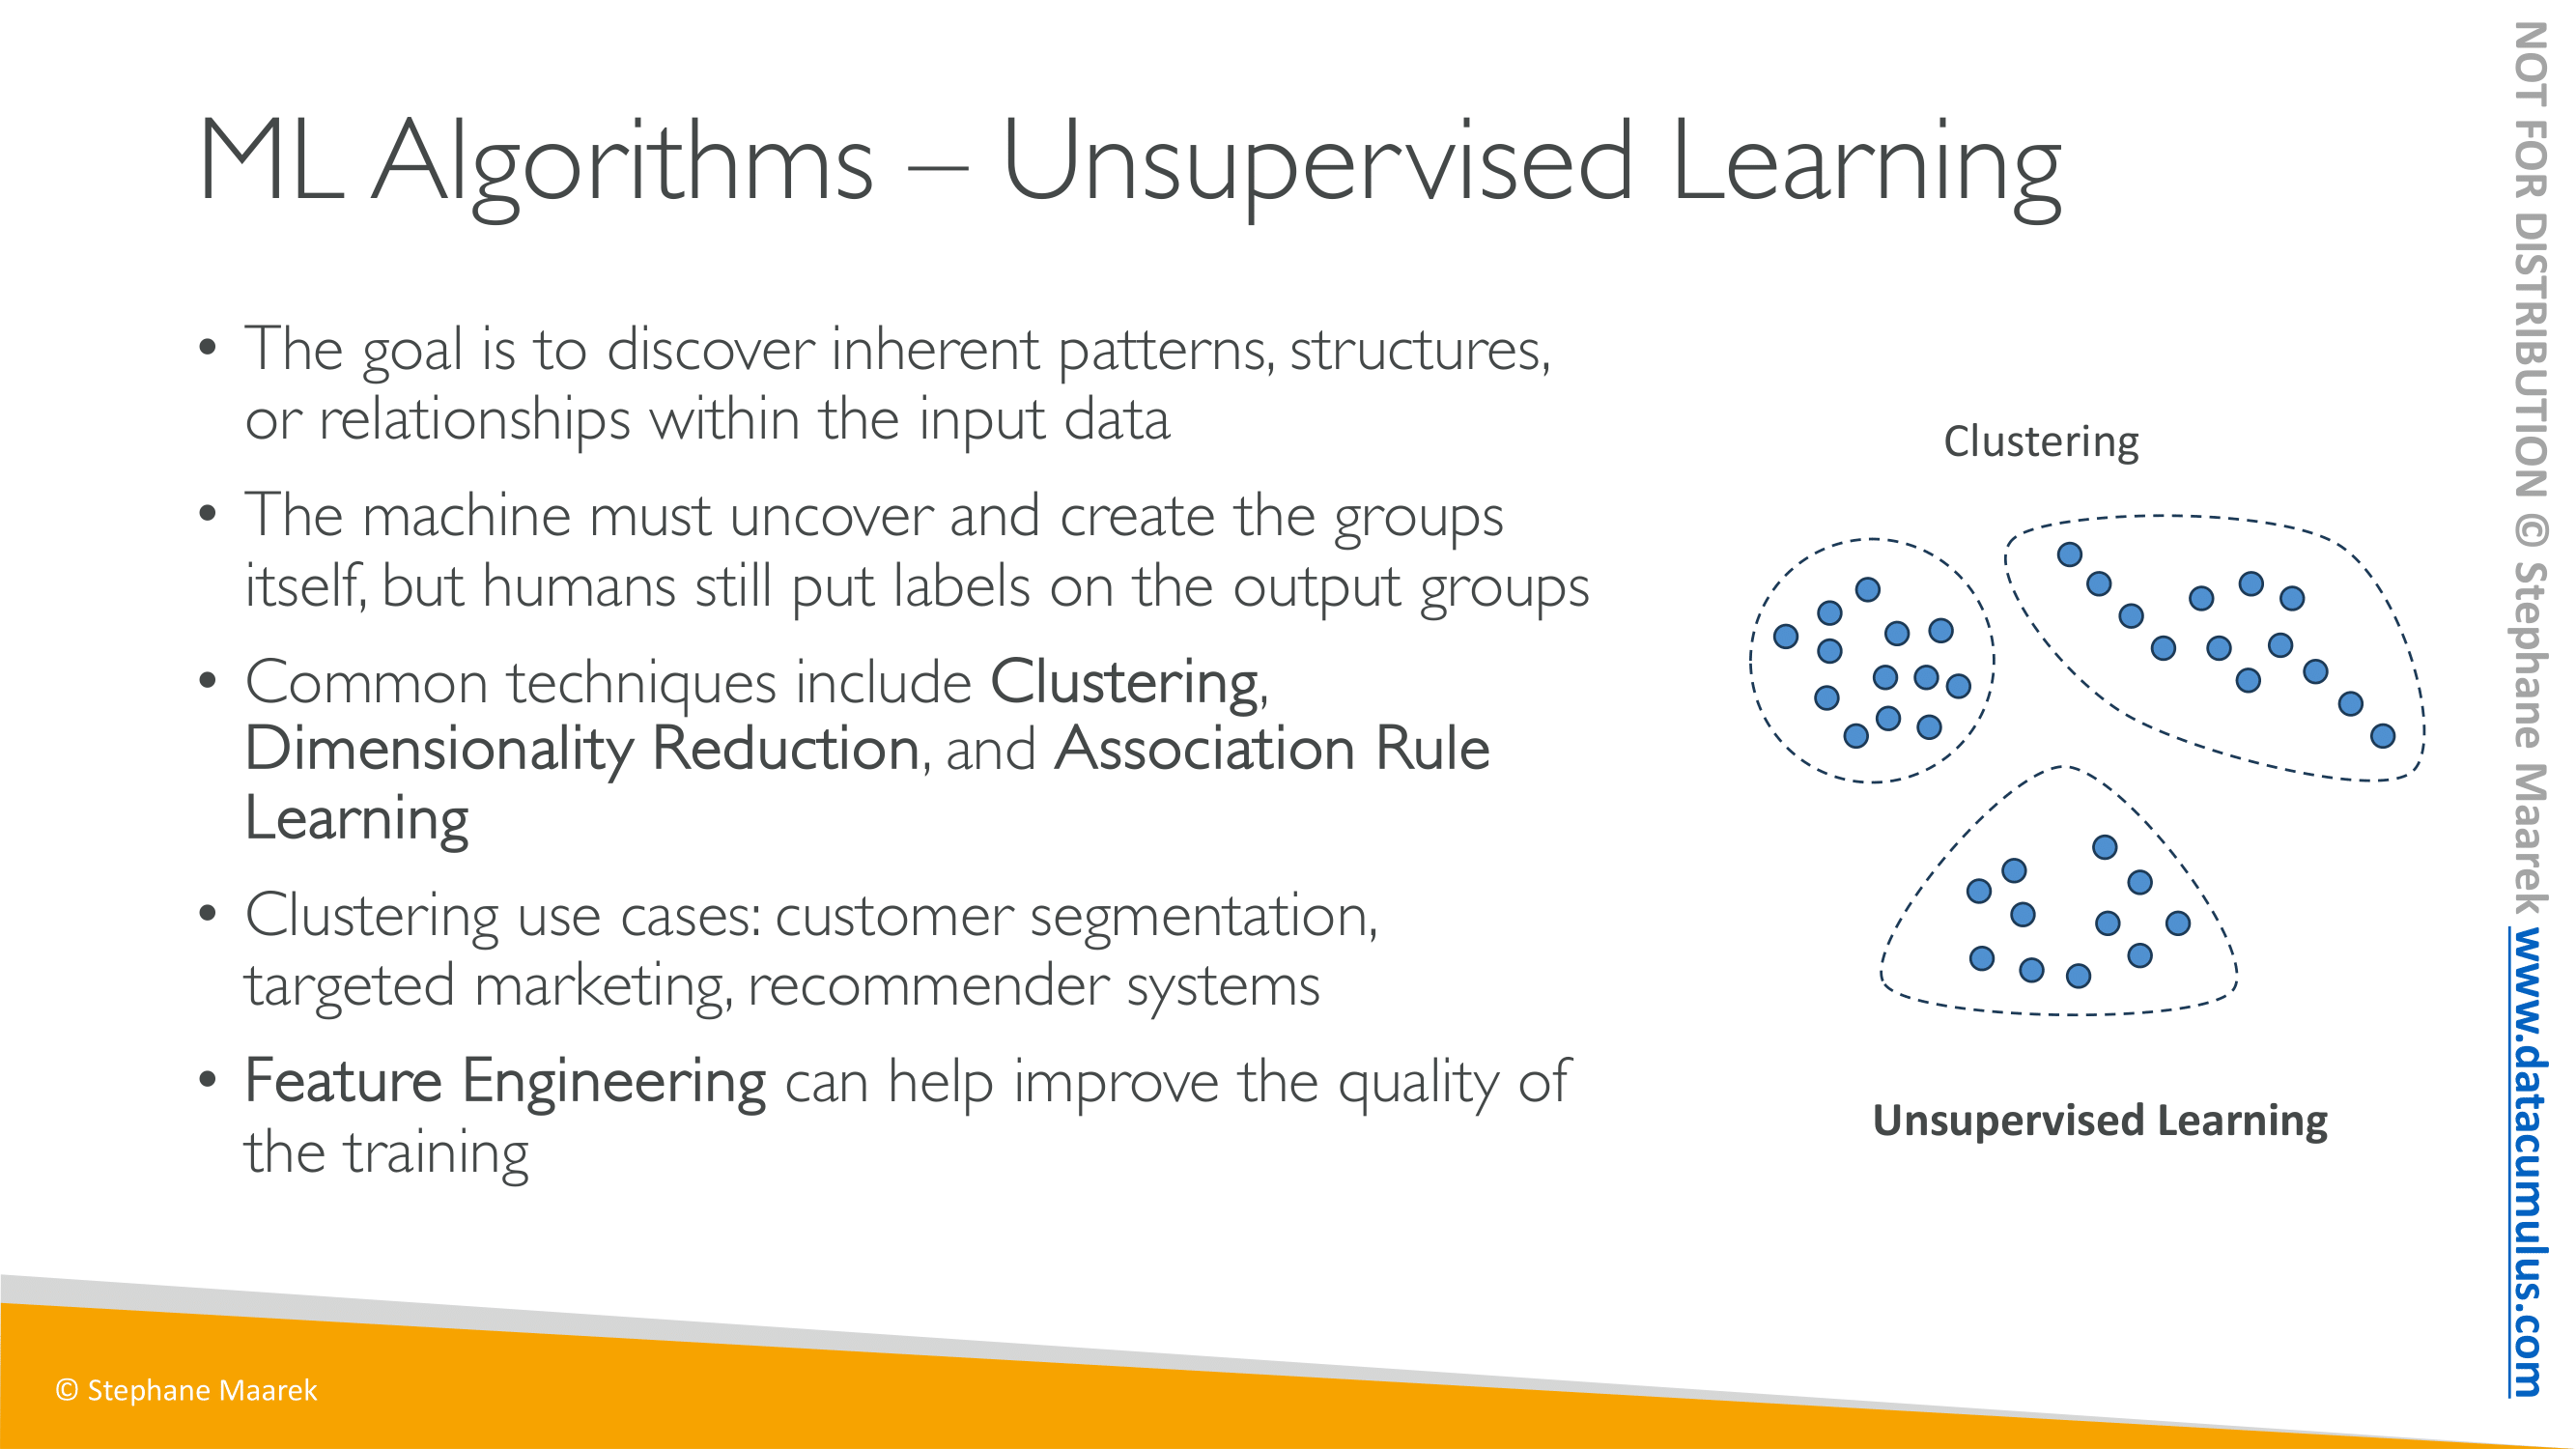 ML Algorithms – Unsupervised Learning
• The goal is to discover inherent patterns, structures,
or relationships within the input data
• The machine must uncover and create the groups
itself, but humans still put labels on the output groups
• Common techniques include Clustering,
Dimensionality Reduction, and Association Rule
Learning
• Clustering use cases: customer segmentation,
targeted marketing, recommender systems
• Feature Engineering can help improve the quality of
the training
Clustering
Unsupervised Learning
© Stephane Maarek
NOT FOR DISTRIBUTION © Stephane Maarek www.datacumulus.com